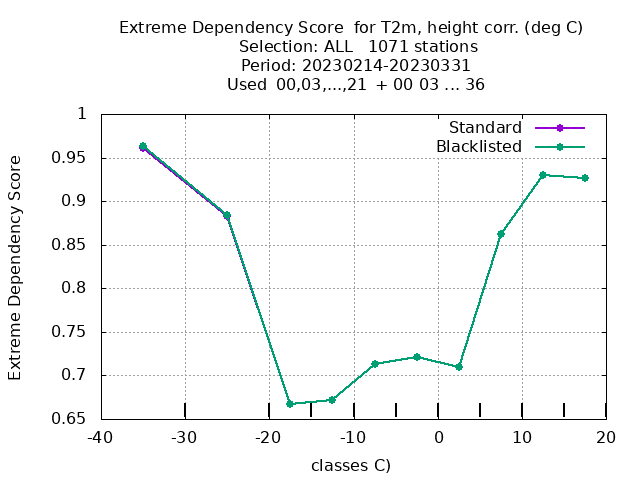 Extreme Dependency Score  for T2m, height corr. (deg C)
Selection: ALL   1071 stations
Period: 20230214-20230331
Used  00,03,...,21  + 00 03 ... 36
Standard
Blacklisted
Extreme Dependency Score
1
0.95
0.9
0.85
0.8
0.75
0.7
0.65
-40 -30 -20 -10 0 10 20
classes C)